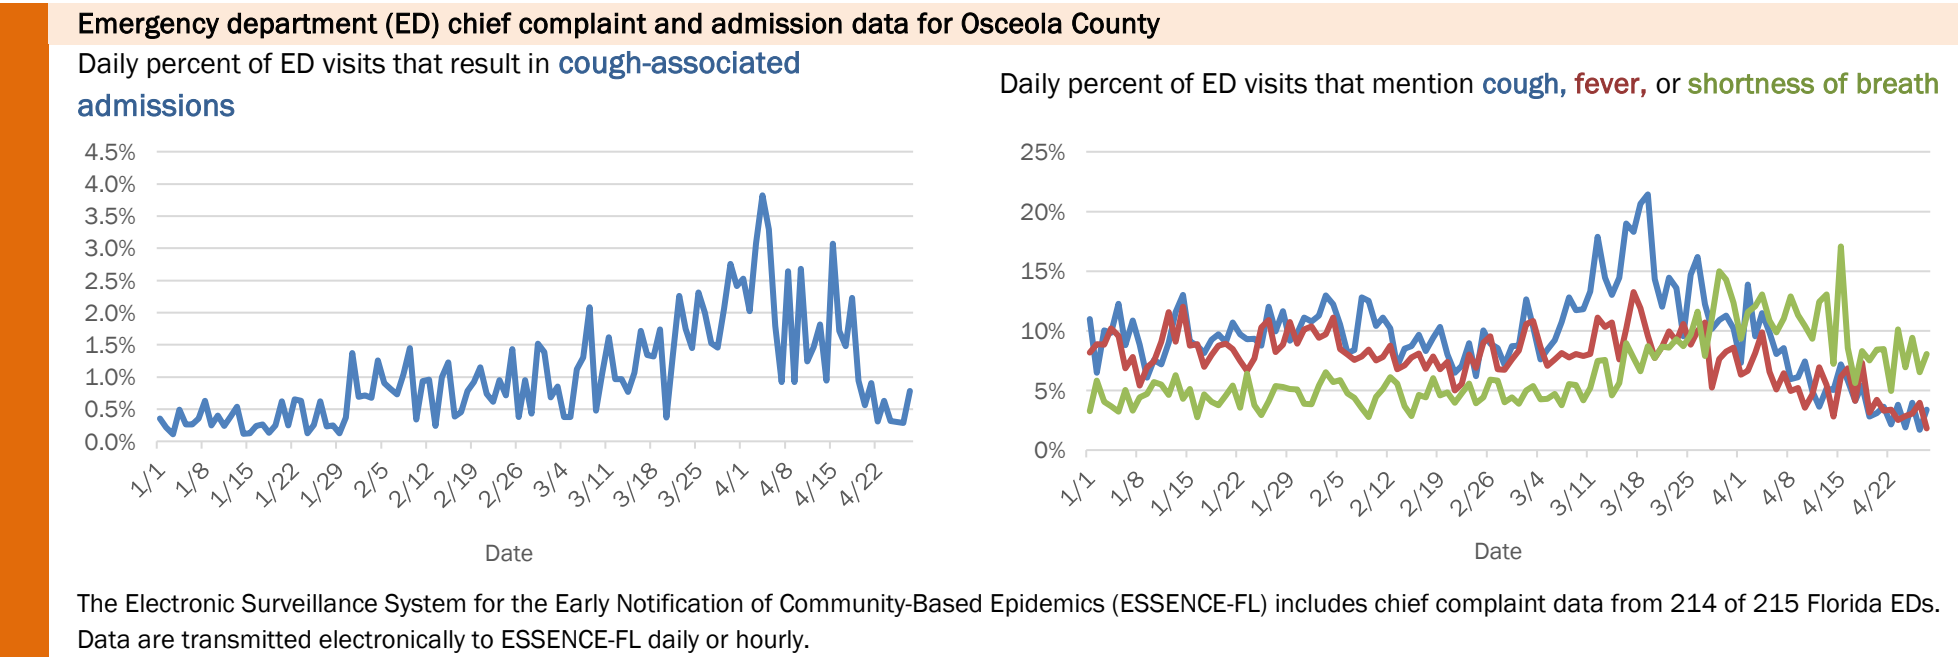 Emergency department (ED) chief complaint and admission data for Osceola County
Daily percent of ED visits that result in cough-associated
admissions
4.5%
4.0%
3.5%
3.0%
2.5%
2.0%
1.5%
1.0%
0.5%
0.0%
1/1 1/8 1/15 1/22 1/29 2/5 2/12 2/19 2/26 3/4 3/11 3/18 3/25 4/1 4/8 4/15 4/22
Date
Daily percent of ED visits that mention cough, fever, or shortness of breath
25%
20%
15%
10%
5%
0%
1/1 1/8 1/15 1/22 1/29 2/5 2/12 2/19 2/26 3/4 3/11 3/18 3/25 4/1 4/8 4/15 4/22
Date
The Electronic Surveillance System for the Early Notification of Community-Based Epidemics (ESSENCE-FL) includes chief complaint data from 214 of 215 Florida EDs.
Data are transmitted electronically to ESSENCE-FL daily or hourly.